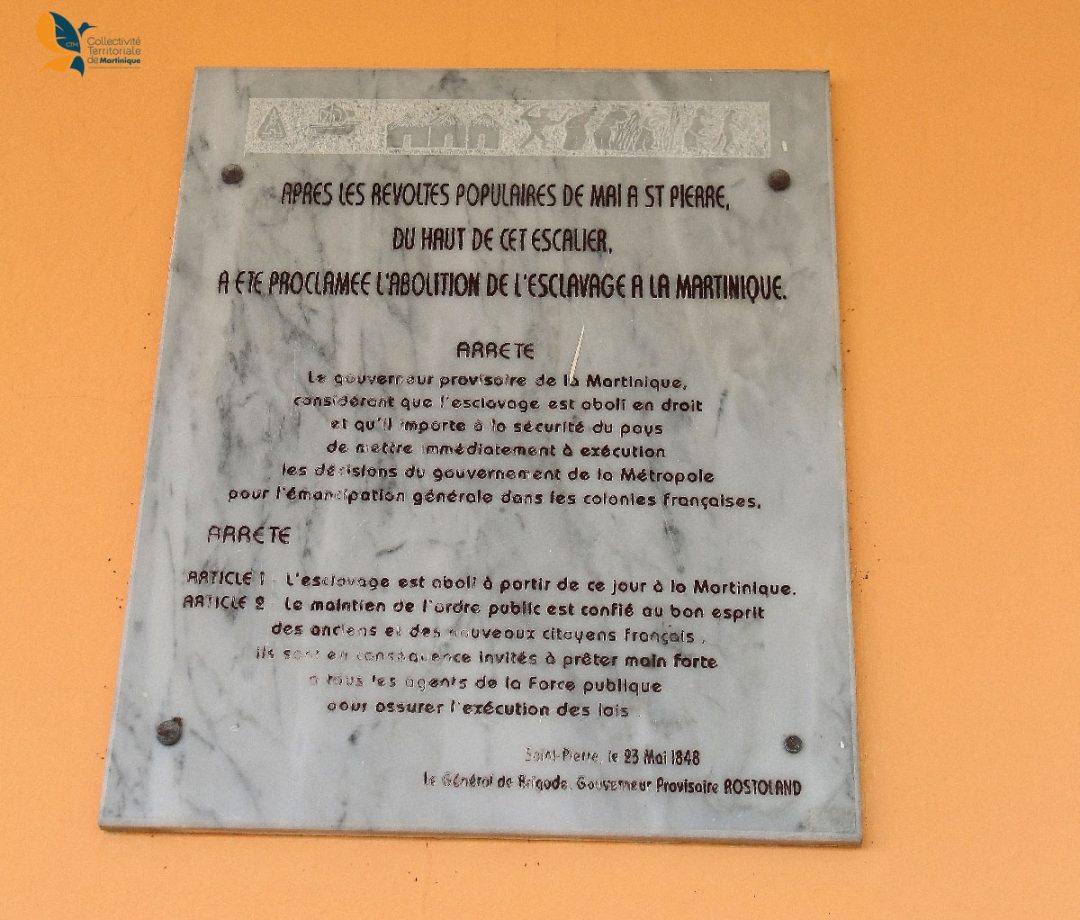 CTM
Collectivité
Territoriale
de Martinique
APRES LES REVOLTES POPULAIRES DE MAI A ST PIERRE,
DU HAUT DE CET ESCALIER,
A ETE PROCLAMEE L'ABOLITION DE L'ESCLAVAGE A LA MARTINIQUE.
ARRETE
Le gouverneur provisoire de la Martinique,
considérant que l'esclavage est aboli en droit
et qu'il importe à la sécurité du pays
de mettre immédiatement à exécution
les décisions du gouvernement de la Métropole
pour l'émancipation générale dans les colonies françaises,
ARRETE
ARTICLE 1 L'esclavage est aboli à partir de ce jour à la Martinique.
ARTICLE 2 Le maintien de l'ordre public est confié au bon esprit
des anciens et des nouveaux citoyens français,
ils sont en conséquence invités à prêter main forte
à tous les agents de la Force publique
pour assurer l'exécution des lois.
Saint-Pierre, le 23 Mai 1848
le Général de Brigade, Gouverneur Provisoire ROSTOLAND